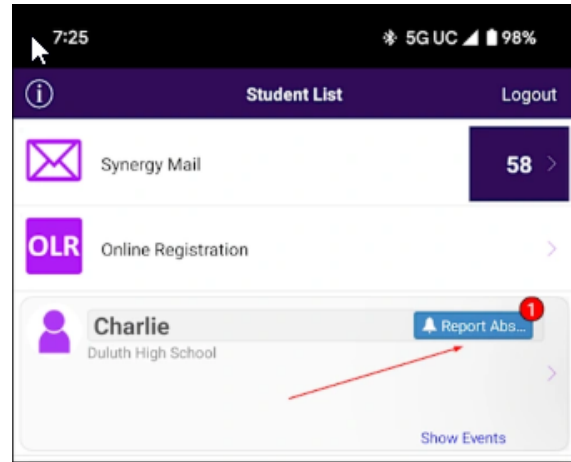 7:25 5G UC 98%
Student List Logout
Synergy Mail 58
OLR Online Registration
Charlie Report Abs... 1
Duluth High School
Show Events